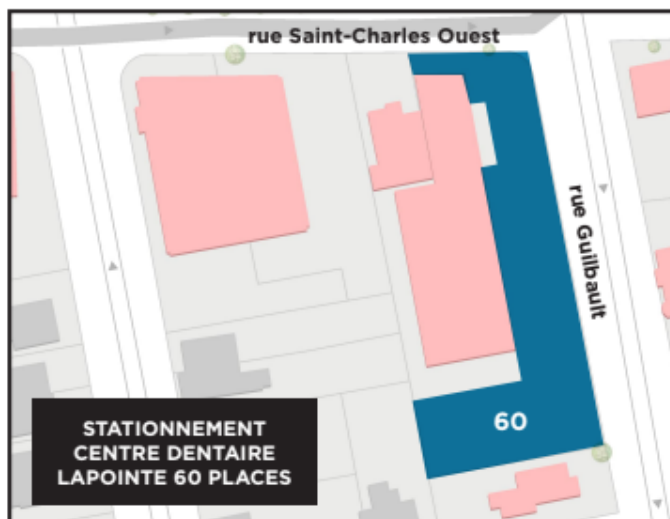 rue Saint-Charles Ouest
rue Guilbault
60
STATIONNEMENT
CENTRE DENTAIRE
LAPOINTE 60 PLACES